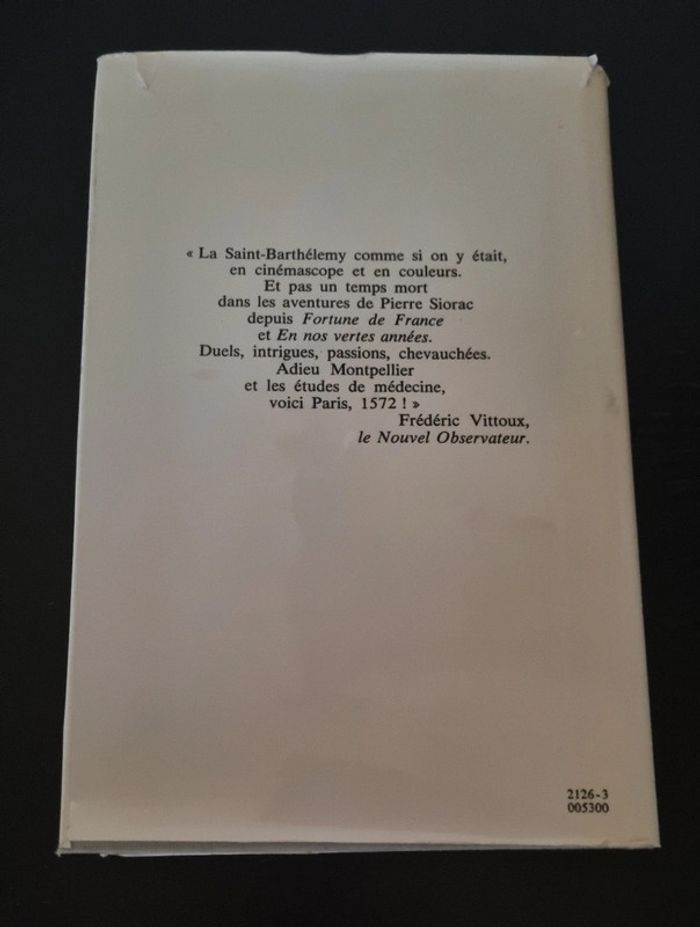 « La Saint-Barthélemy comme si on y était,
en cinémascope et en couleurs.
Et pas un temps mort
dans les aventures de Pierre Siorac
depuis Fortune de France
et En nos vertes années.
Duels, intrigues, passions, chevauchées.
Adieu Montpellier
et les études de médecine,
voici Paris, 1572 ! »
Frédéric Vittoux,
le Nouvel Observateur.
2126-3
005300